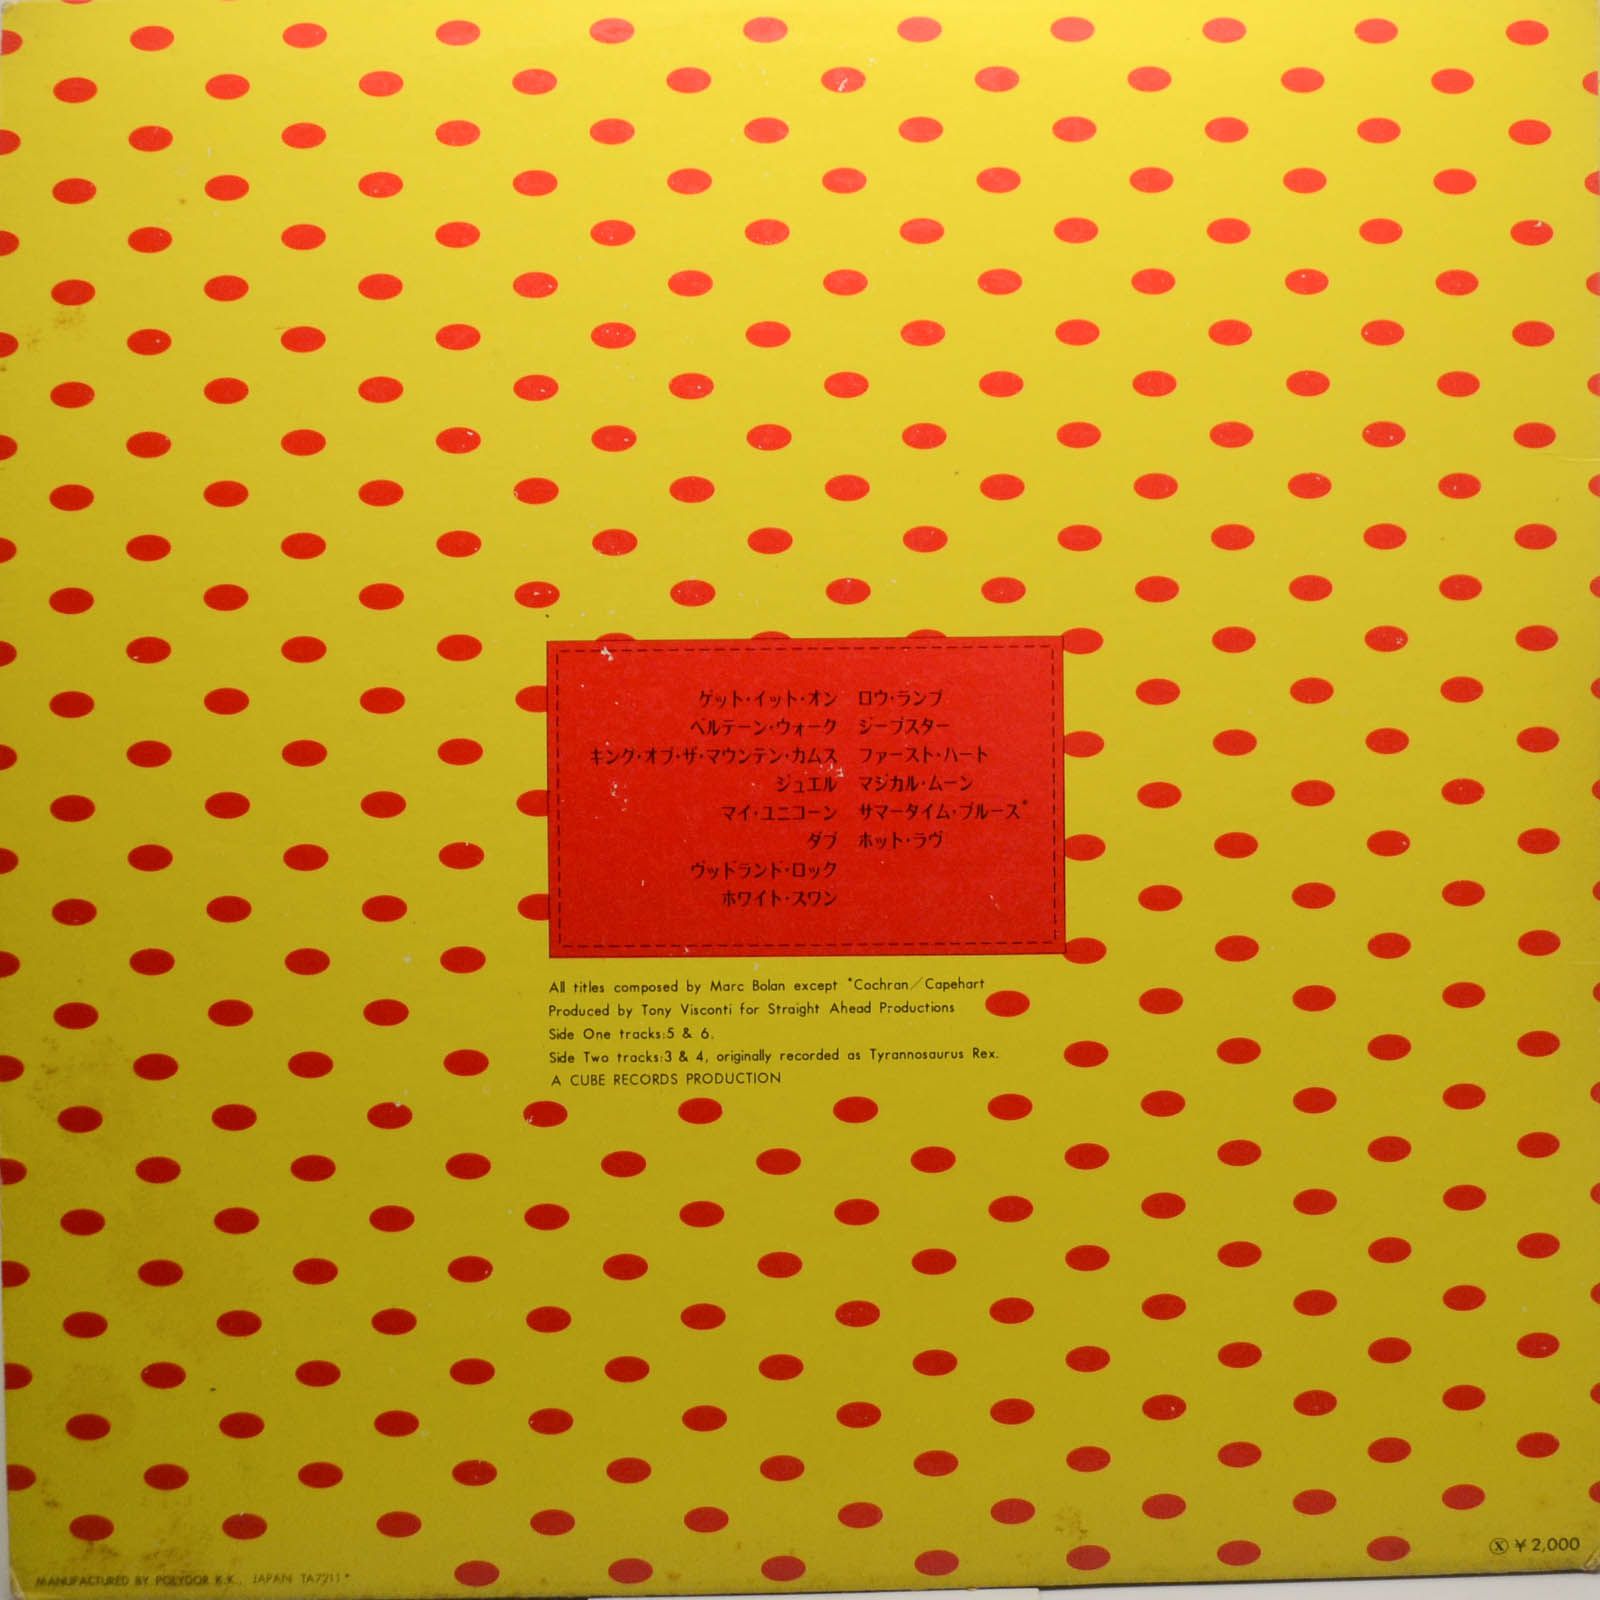 ゲット・イット・オン
ベルテーン・ウォーク
キング・オブ・ザ・マウンテン・カムス
ジュエル
マイ・ユニコーン
ダブ
ウッドランド・ロック
ホワイト・スワン
ロウ・ランプ
ジープスター
ファースト・ハート
マジカル・ムーン
サマータイム・ブルース*
ホット・ラヴ
All titles composed by Marc Bolan except *Cochran／Capehart
Produced by Tony Visconti for Straight Ahead Productions
Side One tracks:5 & 6.
Side Two tracks:3 & 4, originally recorded as Tyrannosaurus Rex.
A CUBE RECORDS PRODUCTION
Ⓧ ¥2,000
MANUFACTURED BY POLYDOR K.K., JAPAN